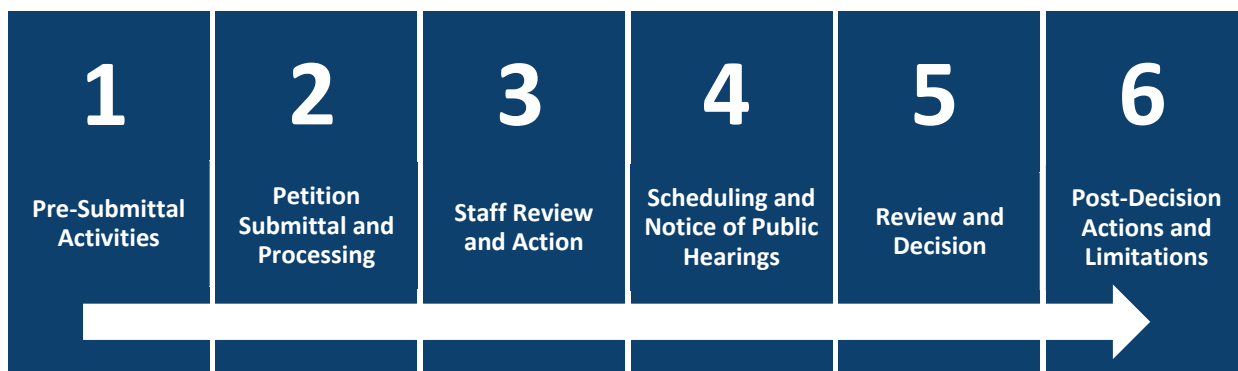 1
Pre-Submittal
Activities
2
Petition
Submittal and
Processing
3
Staff Review
and Action
4
Scheduling and
Notice of Public
Hearings
5
Review and
Decision
6
Post-Decision
Actions and
Limitations